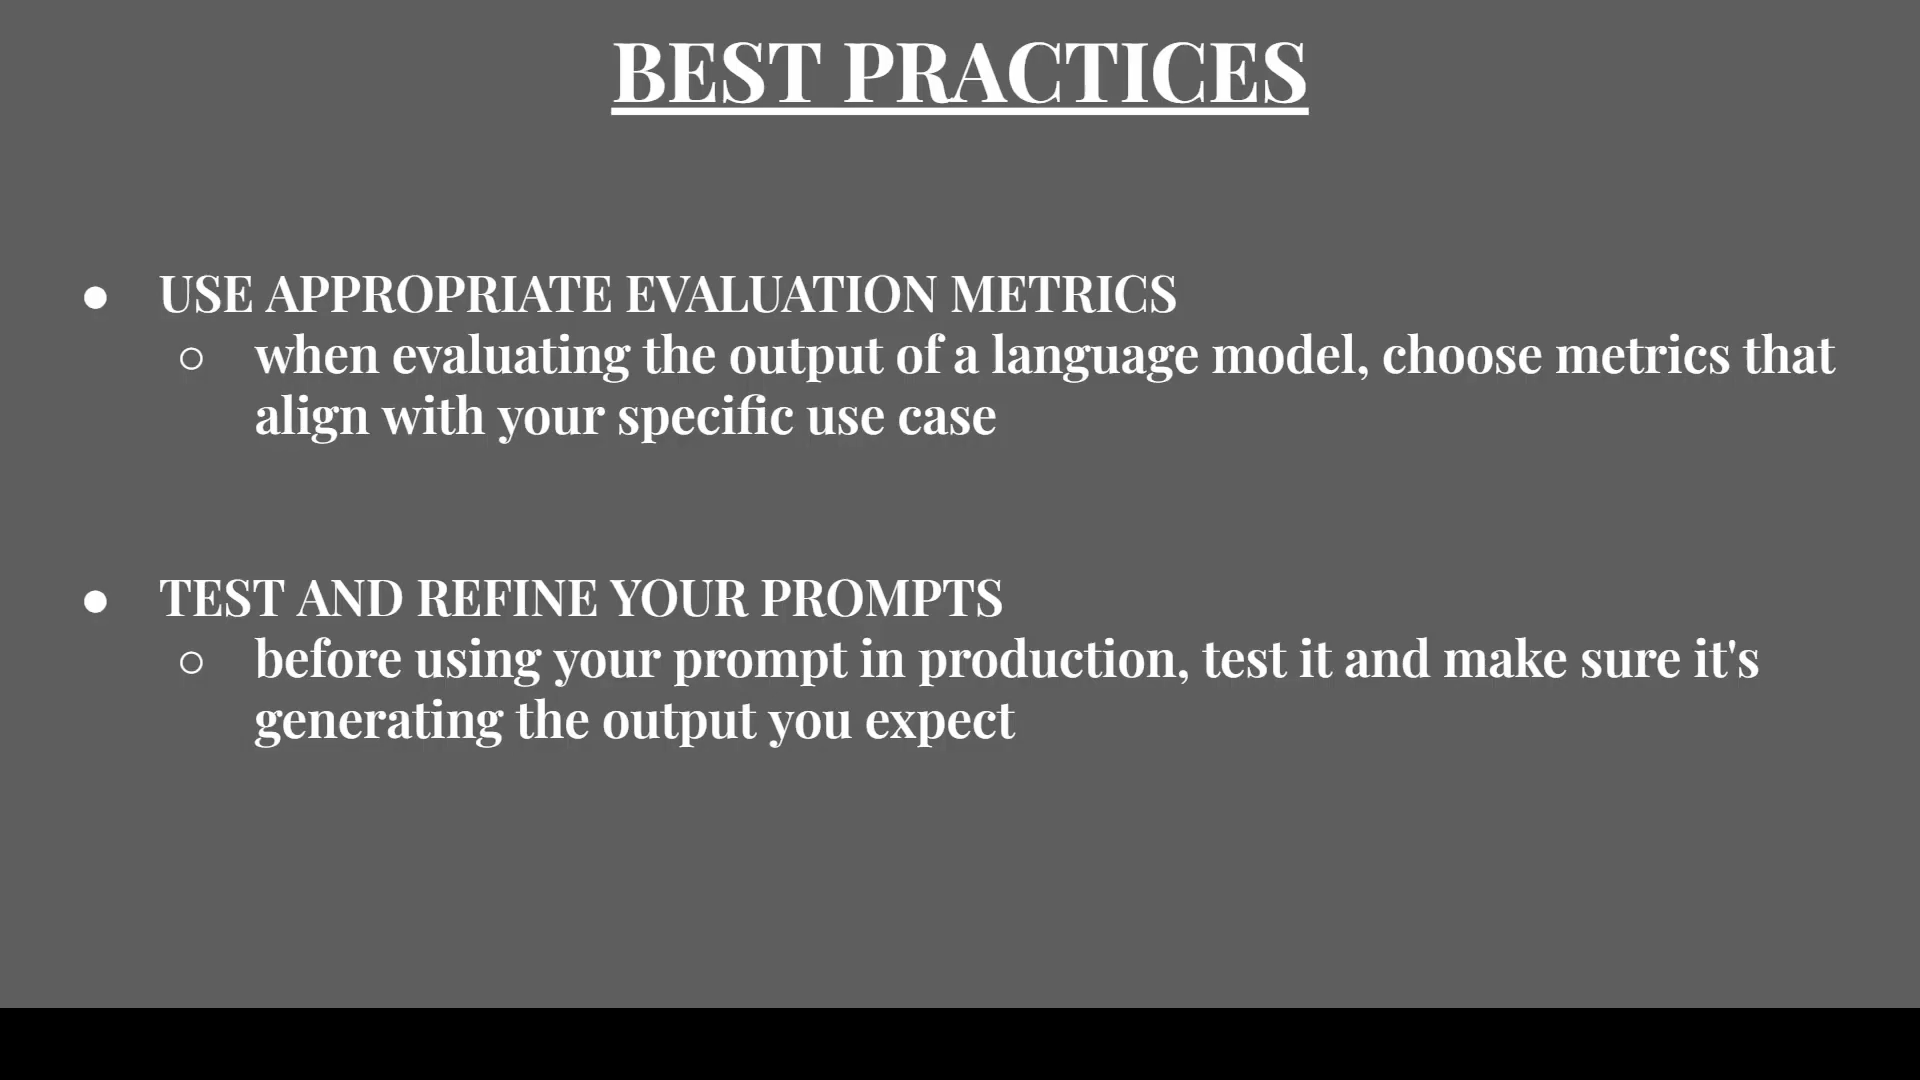 BEST PRACTICES
● USE APPROPRIATE EVALUATION METRICS
○ when evaluating the output of a language model, choose metrics that
align with your specific use case
● TEST AND REFINE YOUR PROMPTS
○ before using your prompt in production, test it and make sure it's
generating the output you expect